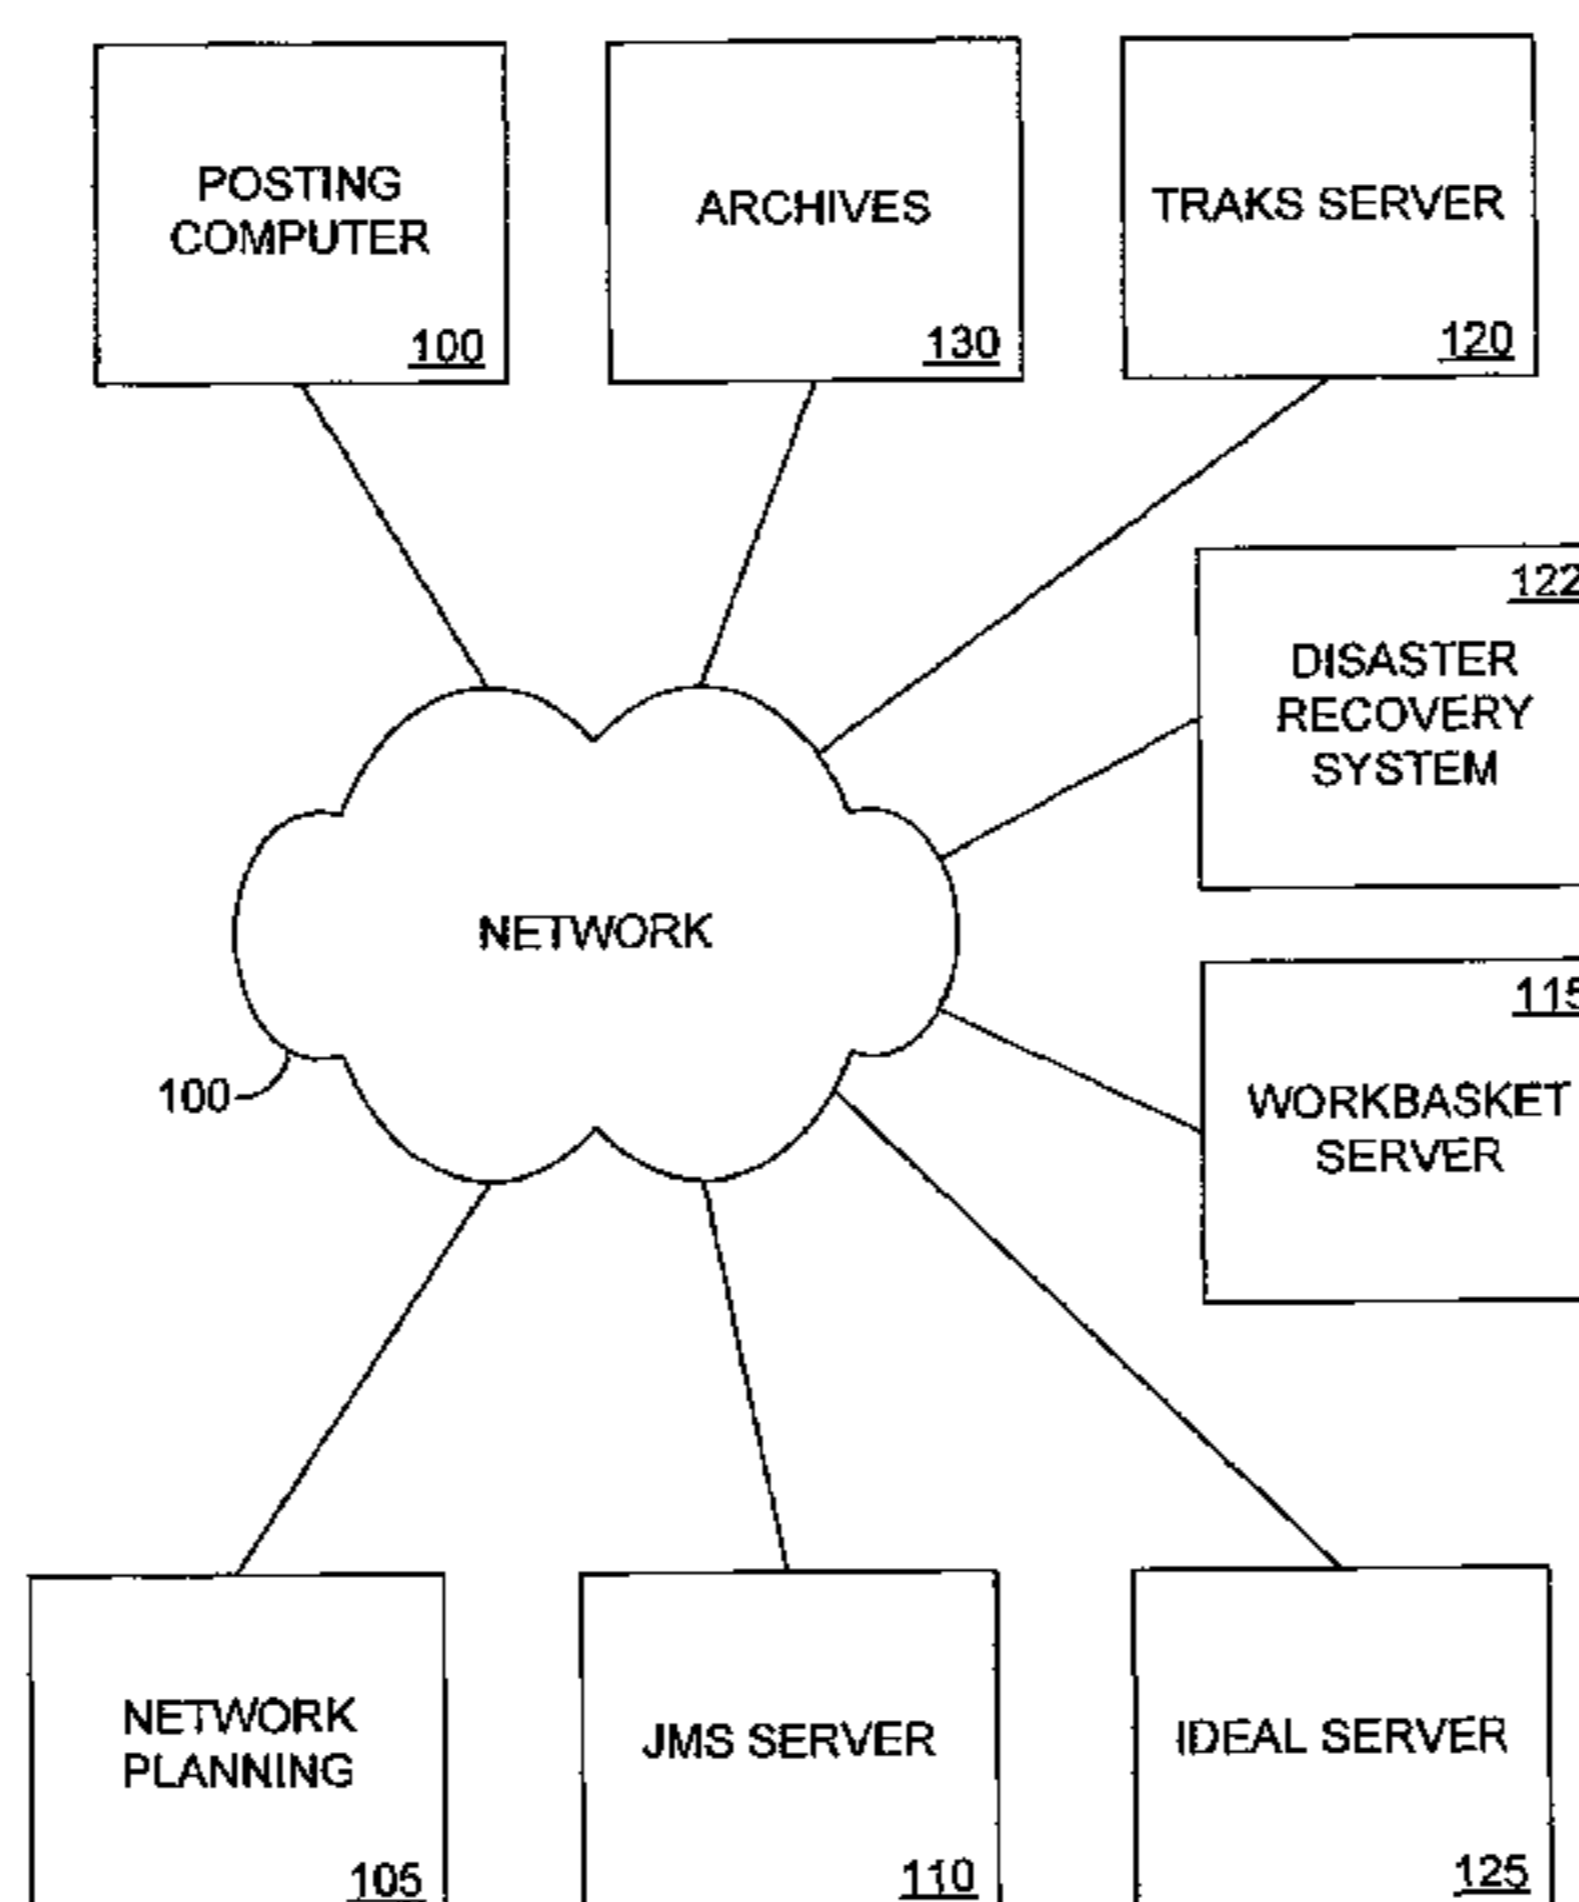 POSTING
COMPUTER
100
ARCHIVES
130
TRAKS SERVER
120
122
DISASTER
RECOVERY
SYSTEM
NETWORK
100
115
WORKBASKET
SERVER
NETWORK
PLANNING
105
JMS SERVER
110
IDEAL SERVER
125